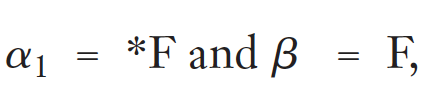 α₁ = *F and β = F,